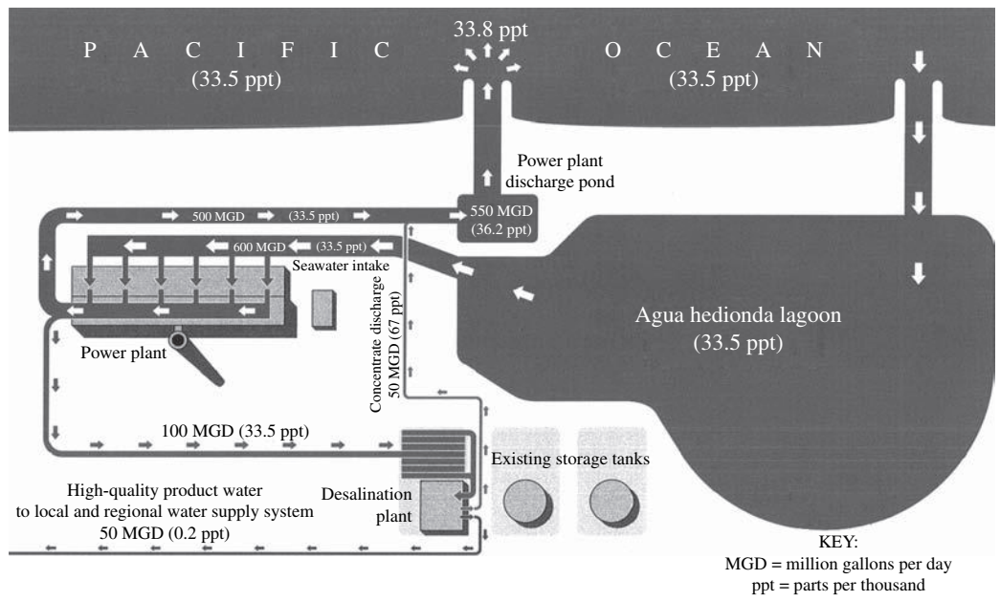 33.8 ppt
P A C I F I C
(33.5 ppt)
O C E A N
(33.5 ppt)
Power plant
discharge pond
500 MGD (33.5 ppt)
550 MGD
(36.2 ppt)
600 MGD (33.5 ppt)
Seawater intake
Power plant
Concentrate discharge
50 MGD (67 ppt)
Agua hedionda lagoon
(33.5 ppt)
100 MGD (33.5 ppt)
Existing storage tanks
Desalination
plant
High-quality product water
to local and regional water supply system
50 MGD (0.2 ppt)
KEY:
MGD = million gallons per day
ppt = parts per thousand